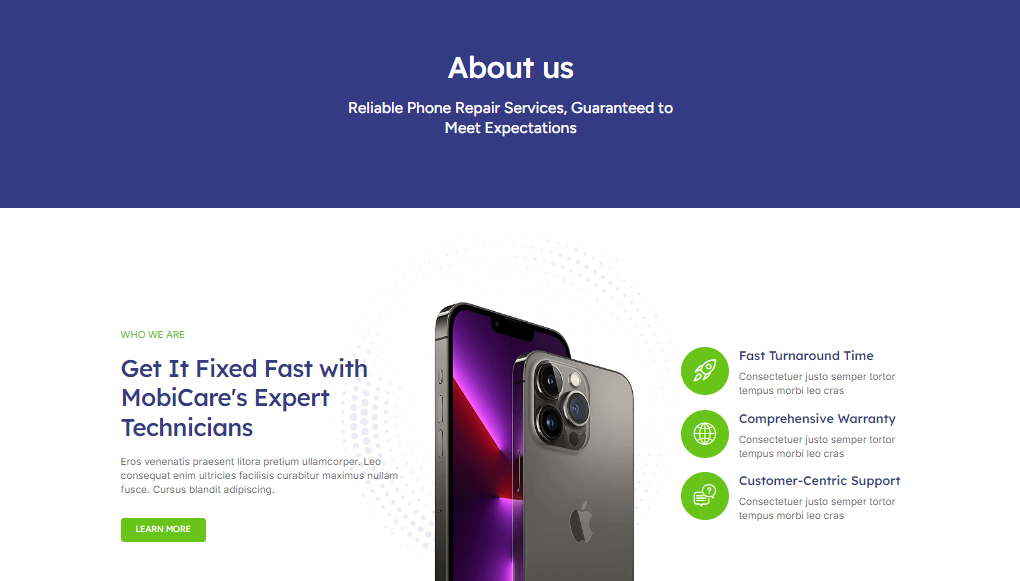 About us
Reliable Phone Repair Services, Guaranteed to
Meet Expectations
WHO WE ARE
Get It Fixed Fast with
MobiCare's Expert
Technicians
Eros venenatis praesent litora pretium ullamcorper. Leo
consequat enim ultricies facilisis curabitur maximus nullam
fusce. Cursus blandit adipiscing.
LEARN MORE
Fast Turnaround Time
Consectetuer justo semper tortor
tempus morbi leo cras
Comprehensive Warranty
Consectetuer justo semper tortor
tempus morbi leo cras
Customer-Centric Support
Consectetuer justo semper tortor
tempus morbi leo cras